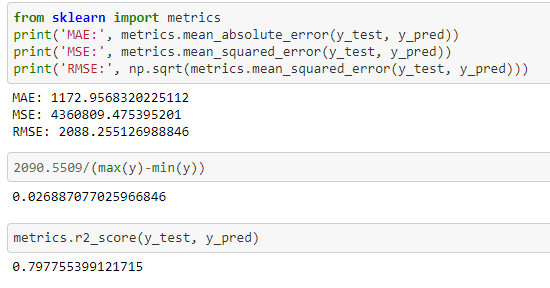 from sklearn import metrics
print('MAE:', metrics.mean_absolute_error(y_test, y_pred))
print('MSE:', metrics.mean_squared_error(y_test, y_pred))
print('RMSE:', np.sqrt(metrics.mean_squared_error(y_test, y_pred)))
MAE: 1172.9568320225112
MSE: 4360809.475395201
RMSE: 2088.255126988846
2090.5509/(max(y)-min(y))
0.026887077025966846
metrics.r2_score(y_test, y_pred)
0.797755399121715